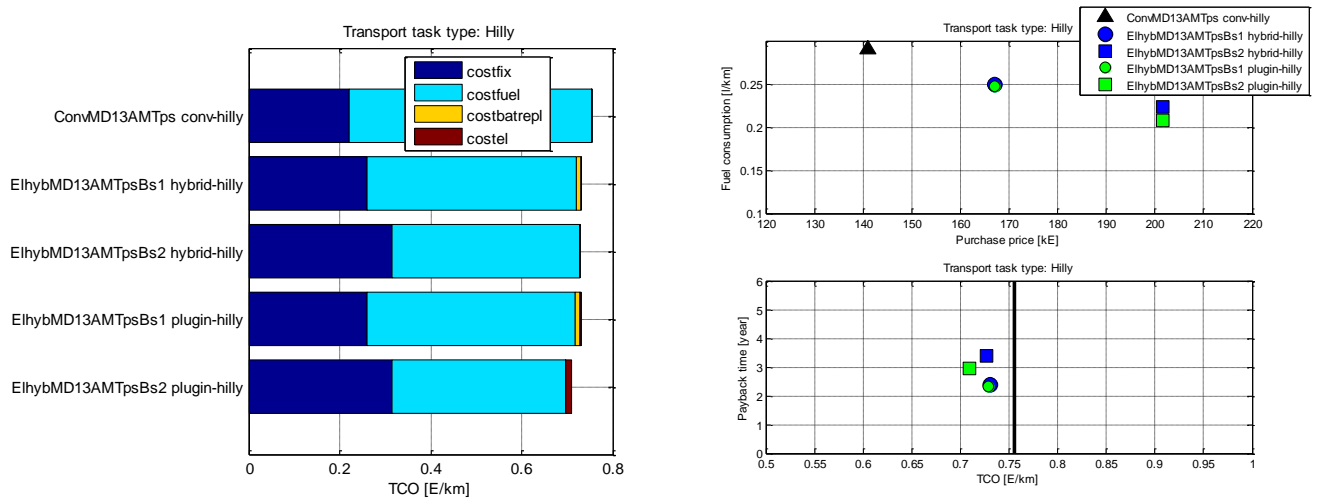 Transport task type: Hilly
costfix
costfuel
costbatrepl
costel
ConvMD13AMTps conv-hilly
ElhybMD13AMTpsBs1 hybrid-hilly
ElhybMD13AMTpsBs2 hybrid-hilly
ElhybMD13AMTpsBs1 plugin-hilly
ElhybMD13AMTpsBs2 plugin-hilly
0 0.2 0.4 0.6 0.8
TCO [E/km]
Transport task type: Hilly
ConvMD13AMTps conv-hilly
ElhybMD13AMTpsBs1 hybrid-hilly
ElhybMD13AMTpsBs2 hybrid-hilly
ElhybMD13AMTpsBs1 plugin-hilly
ElhybMD13AMTpsBs2 plugin-hilly
Fuel consumption [l/km]
0.25
0.2
0.15
0.1
120 130 140 150 160 170 180 190 200 210 220
Purchase price [kE]
Transport task type: Hilly
Payback time [year]
6
5
4
3
2
1
0
0.5 0.55 0.6 0.65 0.7 0.75 0.8 0.85 0.9 0.95 1
TCO [E/km]